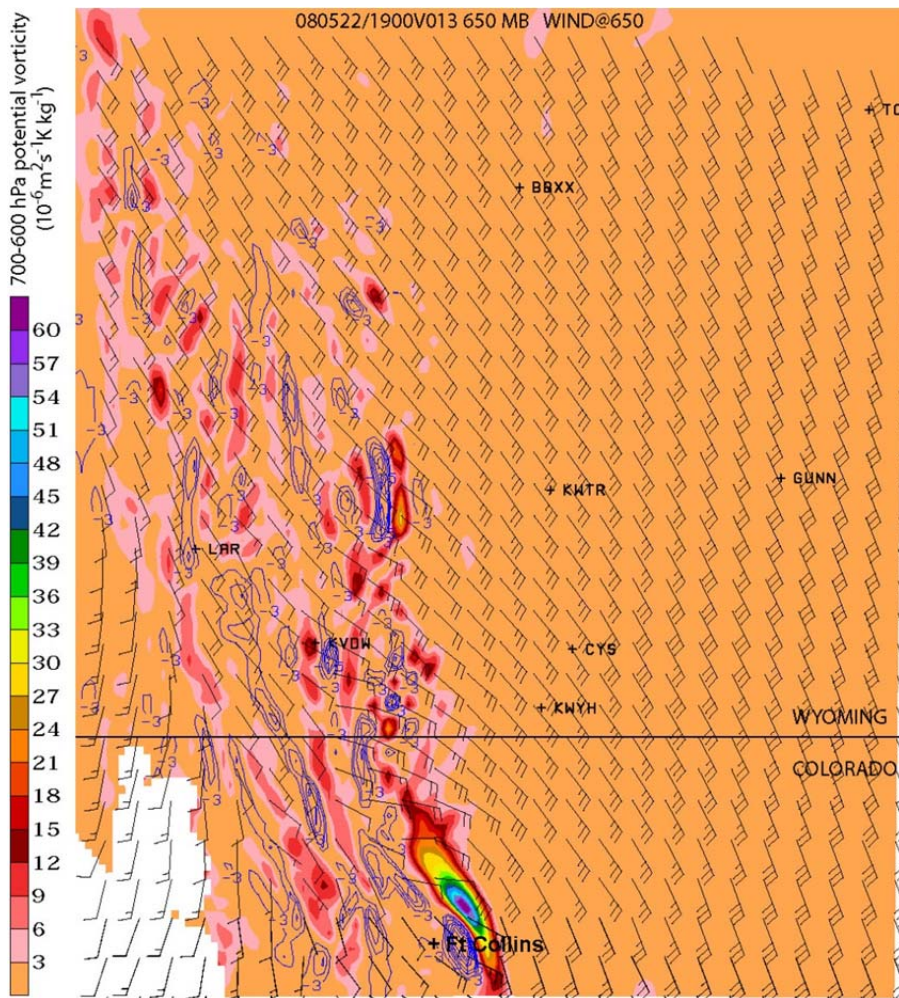 080522/1900V013 650 MB WIND@650
700-600 hPa potential vorticity
(10⁻⁶m²s⁻¹K kg⁻¹)
60
57
54
51
48
45
42
39
36
33
30
27
24
21
18
15
12
9
6
3
+ BBXX
+ KWTR
+ GUNN
+ LAR
+ KVDW
+ CYS
+ KWYH
WYOMING
COLORADO
+ Ft Collins